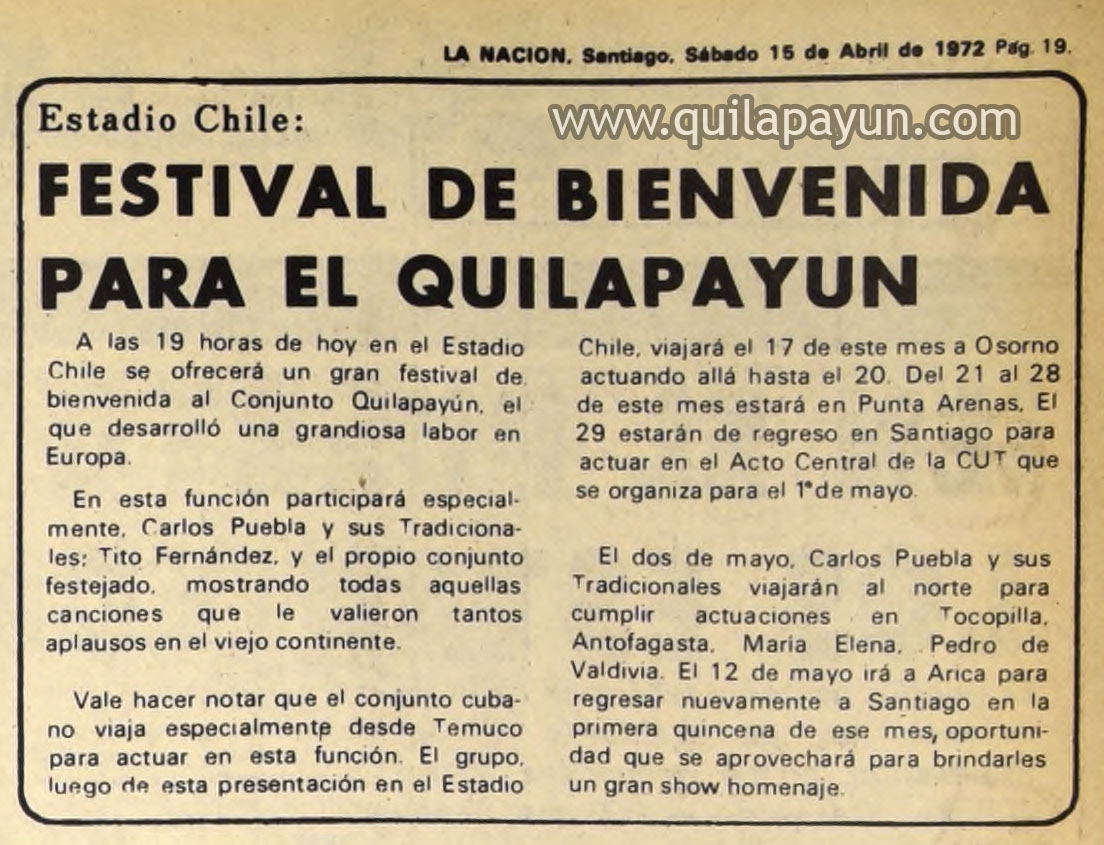 LA NACION, Santiago, Sábado 15 de Abril de 1972 Pág. 19.
www.quilapayun.com
Estadio Chile:
FESTIVAL DE BIENVENIDA
PARA EL QUILAPAYUN
A las 19 horas de hoy en el Estadio
Chile se ofrecerá un gran festival de
bienvenida al Conjunto Quilapayún, el
que desarrolló una grandiosa labor en
Europa.
En esta función participará especial-
mente, Carlos Puebla y sus Tradiciona-
les; Tito Fernández, y el propio conjunto
festejado, mostrando todas aquellas
canciones que le valieron tantos
aplausos en el viejo continente.
Vale hacer notar que el conjunto cuba-
no viaja especialmente desde Temuco
para actuar en esta función. El grupo,
luego de esta presentación en el Estadio
Chile, viajará el 17 de este mes a Osorno
actuando allá hasta el 20. Del 21 al 28
de este mes estará en Punta Arenas. El
29 estarán de regreso en Santiago para
actuar en el Acto Central de la CUT que
se organiza para el 1° de mayo.
El dos de mayo, Carlos Puebla y sus
Tradicionales viajarán al norte para
cumplir actuaciones en Tocopilla,
Antofagasta, María Elena, Pedro de
Valdivia. El 12 de mayo irá a Arica para
regresar nuevamente a Santiago en la
primera quincena de ese mes, oportuni-
dad que se aprovechará para brindarles
un gran show homenaje.